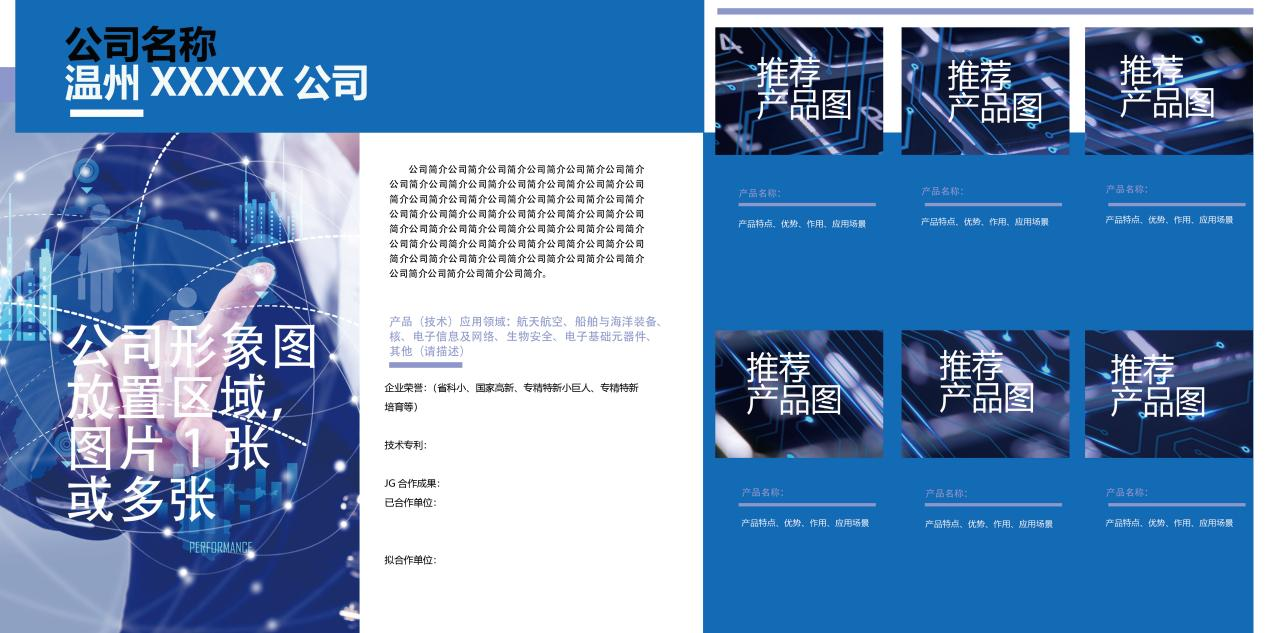 公司名称
温州 XXXXX 公司
公司形象图
放置区域，
图片 1 张
或多张
PERFORMANCE
公司简介公司简介公司简介公司简介公司简介公司简介
公司简介公司简介公司简介公司简介公司简介公司简介公司
简介公司简介公司简介公司简介公司简介公司简介公司简介
公司简介公司简介公司简介公司简介公司简介公司简介公司
简介公司简介公司简介公司简介公司简介公司简介公司简介
公司简介公司简介公司简介公司简介公司简介公司简介公司
简介公司简介公司简介公司简介公司简介公司简介公司简介
公司简介公司简介公司简介公司简介。
产品（技术）应用领域：航天航空、船舶与海洋装备、
核、电子信息及网络、生物安全、电子基础元器件、
其他（请描述）
企业荣誉：（省科小、国家高新、专精特新小巨人、专精特新
培育等）
技术专利：
JG 合作成果：
已合作单位：
拟合作单位：
推荐
产品图
产品名称：
产品特点、优势、作用、应用场景
推荐
产品图
产品名称：
产品特点、优势、作用、应用场景
推荐
产品图
产品名称：
产品特点、优势、作用、应用场景
推荐
产品图
产品名称：
产品特点、优势、作用、应用场景
推荐
产品图
产品名称：
产品特点、优势、作用、应用场景
推荐
产品图
产品名称：
产品特点、优势、作用、应用场景